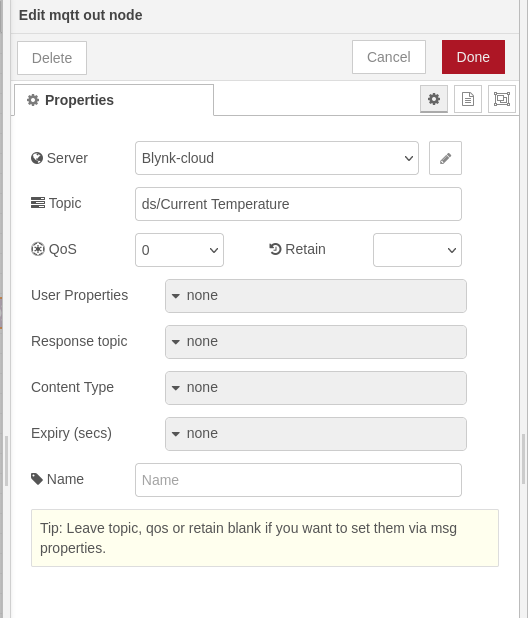 Edit mqtt out node
Delete
Cancel
Done
Properties
Server
Blynk-cloud
Topic
ds/Current Temperature
QoS
0
Retain
User Properties
none
Response topic
none
Content Type
none
Expiry (secs)
none
Name
Name
Tip: Leave topic, qos or retain blank if you want to set them via msg
properties.